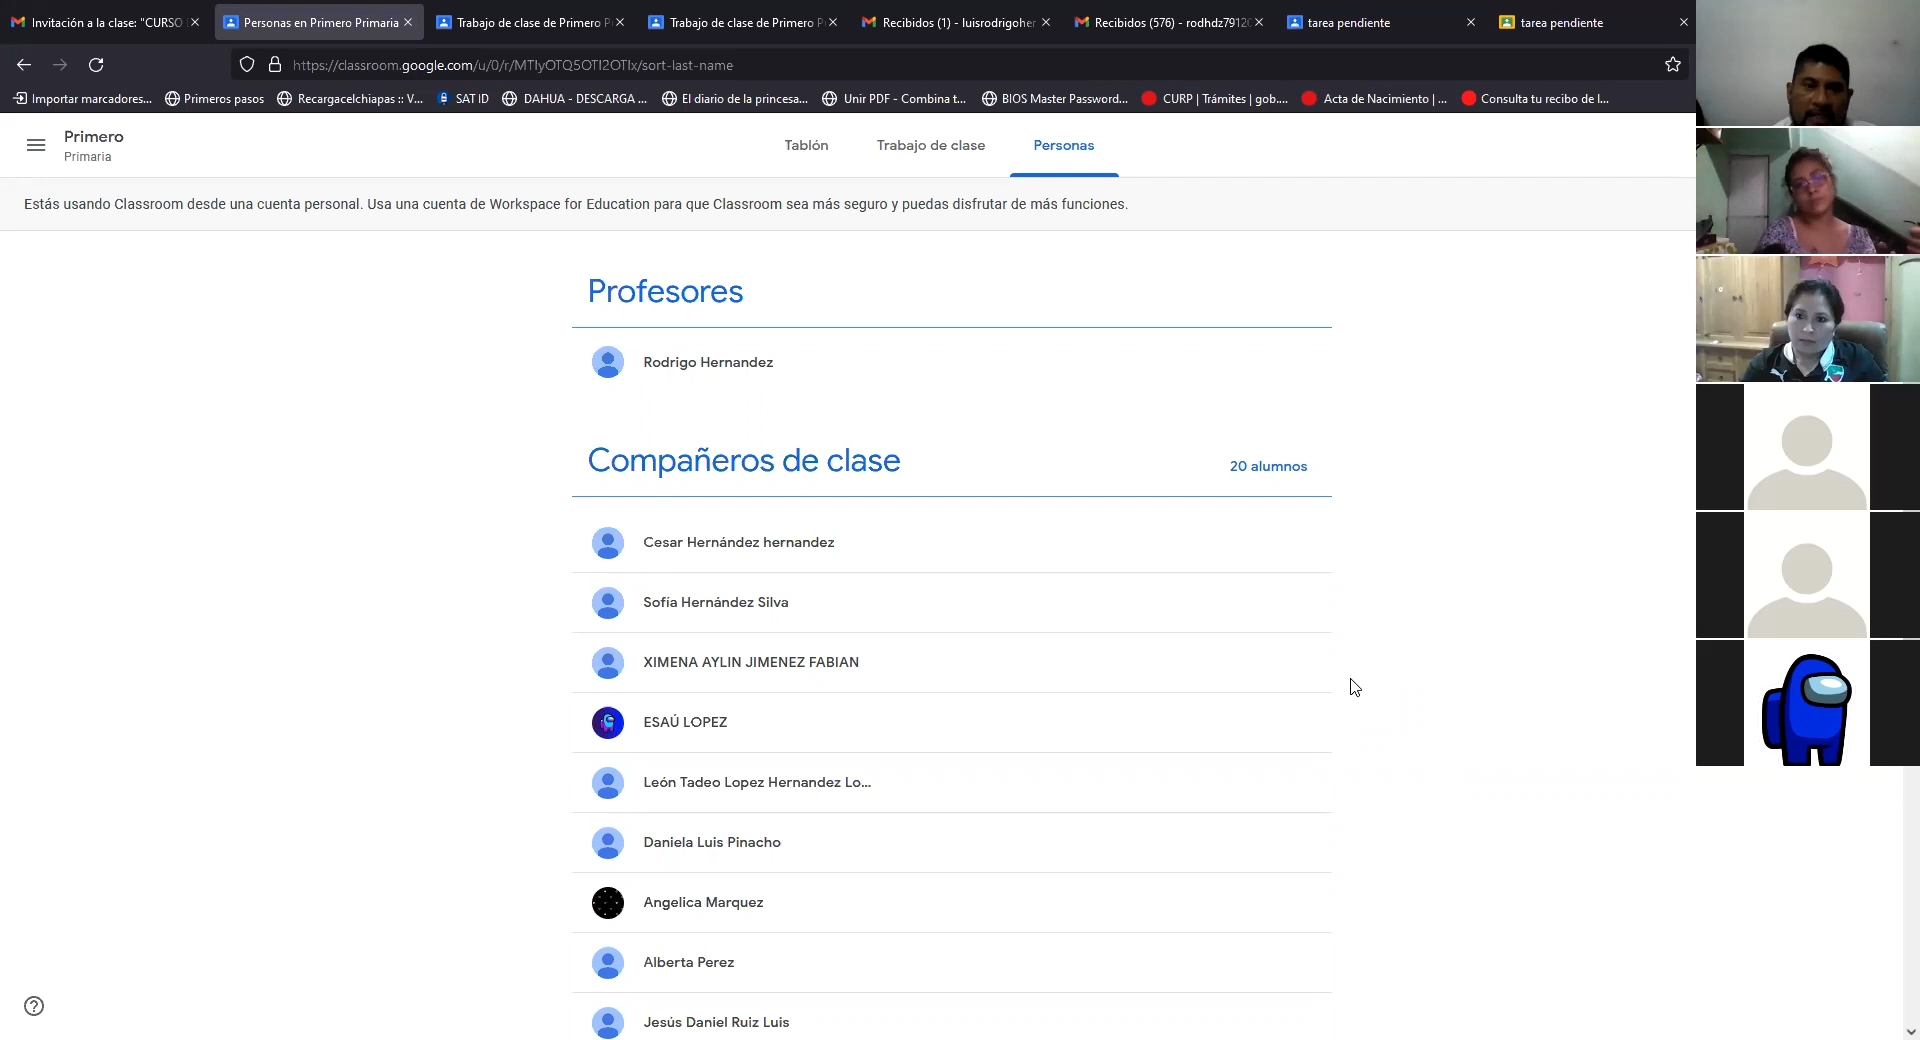 Invitación a la clase: "CURSO
Personas en Primero Primaria
Trabajo de clase de Primero P
Trabajo de clase de Primero P
Recibidos (1) - luisrodrigoher
Recibidos (576) - rodhdz7912
tarea pendiente
tarea pendiente
https://classroom.google.com/u/0/r/MTIyOTQ5OTI2OTIx/sort-last-name
Importar marcadores...
Primeros pasos
Recargacelchiapas :: V...
SAT ID
DAHUA - DESCARGA ...
El diario de la princesa...
Unir PDF - Combina t...
BIOS Master Password...
CURP | Trámites | gob....
Acta de Nacimiento | ...
Consulta tu recibo de l...
Primero
Primaria
Tablón
Trabajo de clase
Personas
Estás usando Classroom desde una cuenta personal. Usa una cuenta de Workspace for Education para que Classroom sea más seguro y puedas disfrutar de más funciones.
Profesores
Rodrigo Hernandez
Compañeros de clase
20 alumnos
Cesar Hernández hernandez
Sofía Hernández Silva
XIMENA AYLIN JIMENEZ FABIAN
ESAÚ LOPEZ
León Tadeo Lopez Hernandez Lo...
Daniela Luis Pinacho
Angelica Marquez
Alberta Perez
Jesús Daniel Ruiz Luis